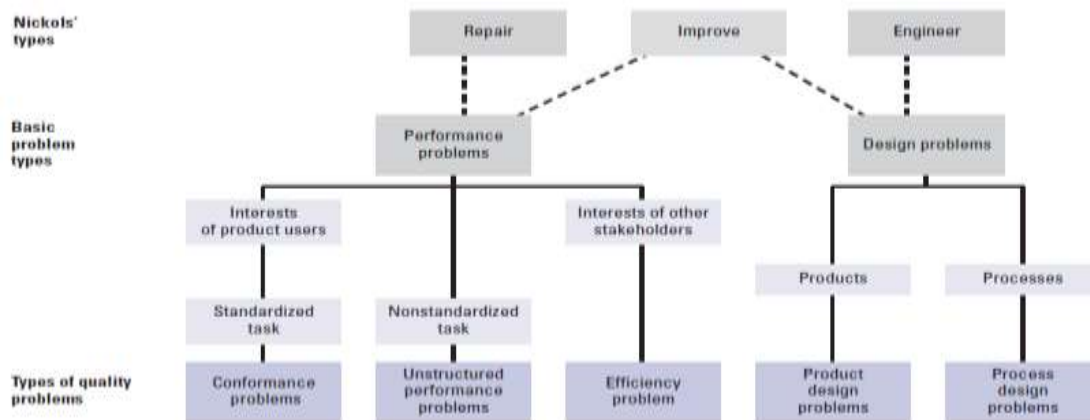 Nickols'
types
Repair
Improve
Engineer
Basic
problem
types
Performance
problems
Design problems
Interests
of product users
Interests of other
stakeholders
Products
Processes
Standardized
task
Nonstandardized
task
Types of quality
problems
Conformance
problems
Unstructured
performance
problems
Efficiency
problem
Product
design
problems
Process
design
problems